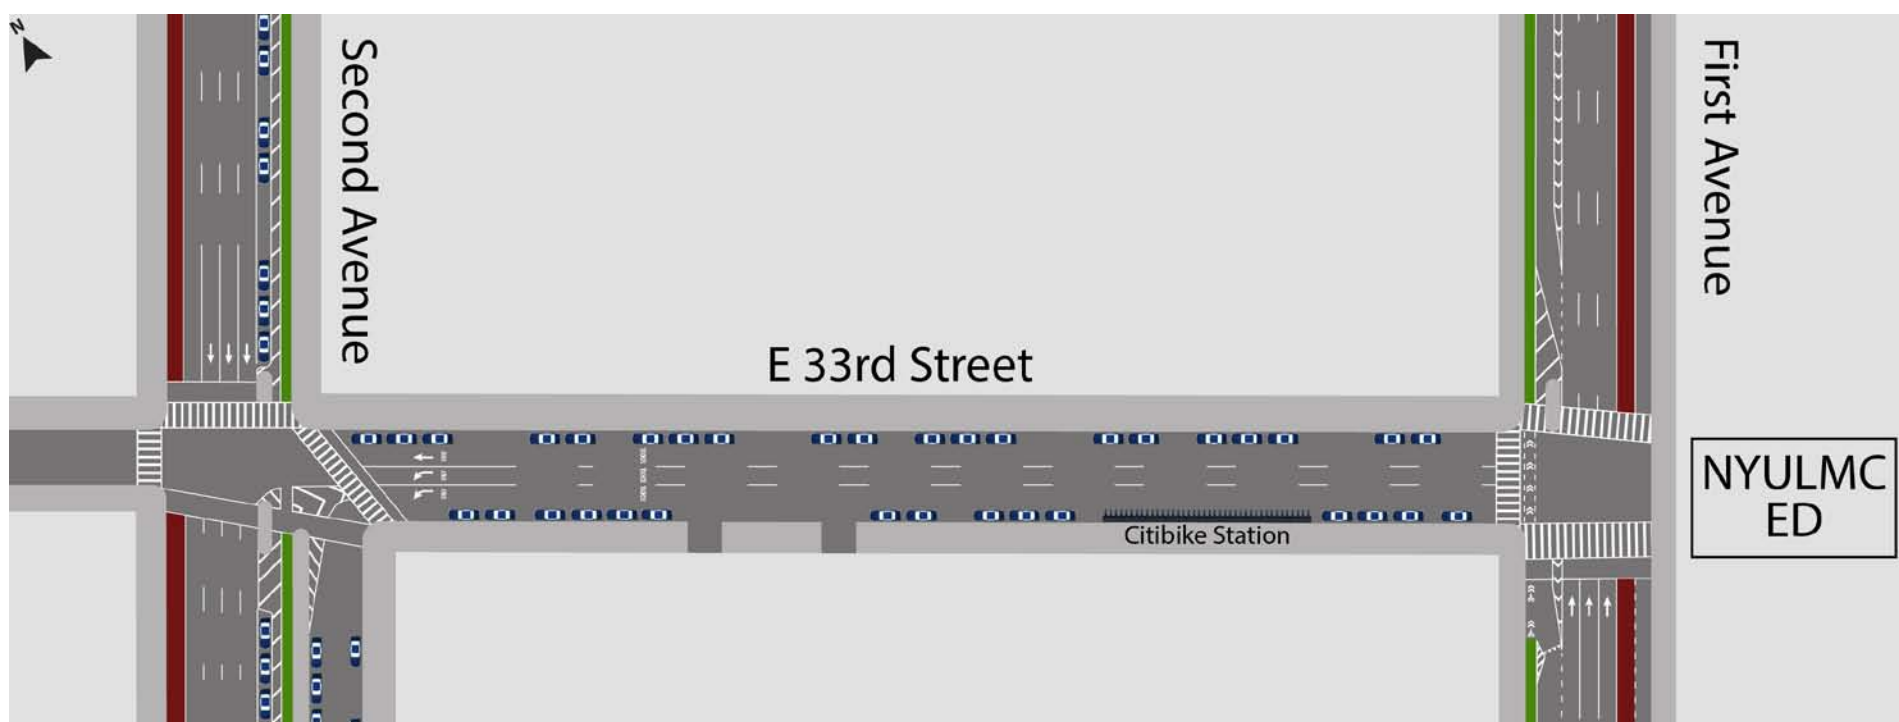 N
Second Avenue
First Avenue
E 33rd Street
NYULMC
ED
Citibike Station